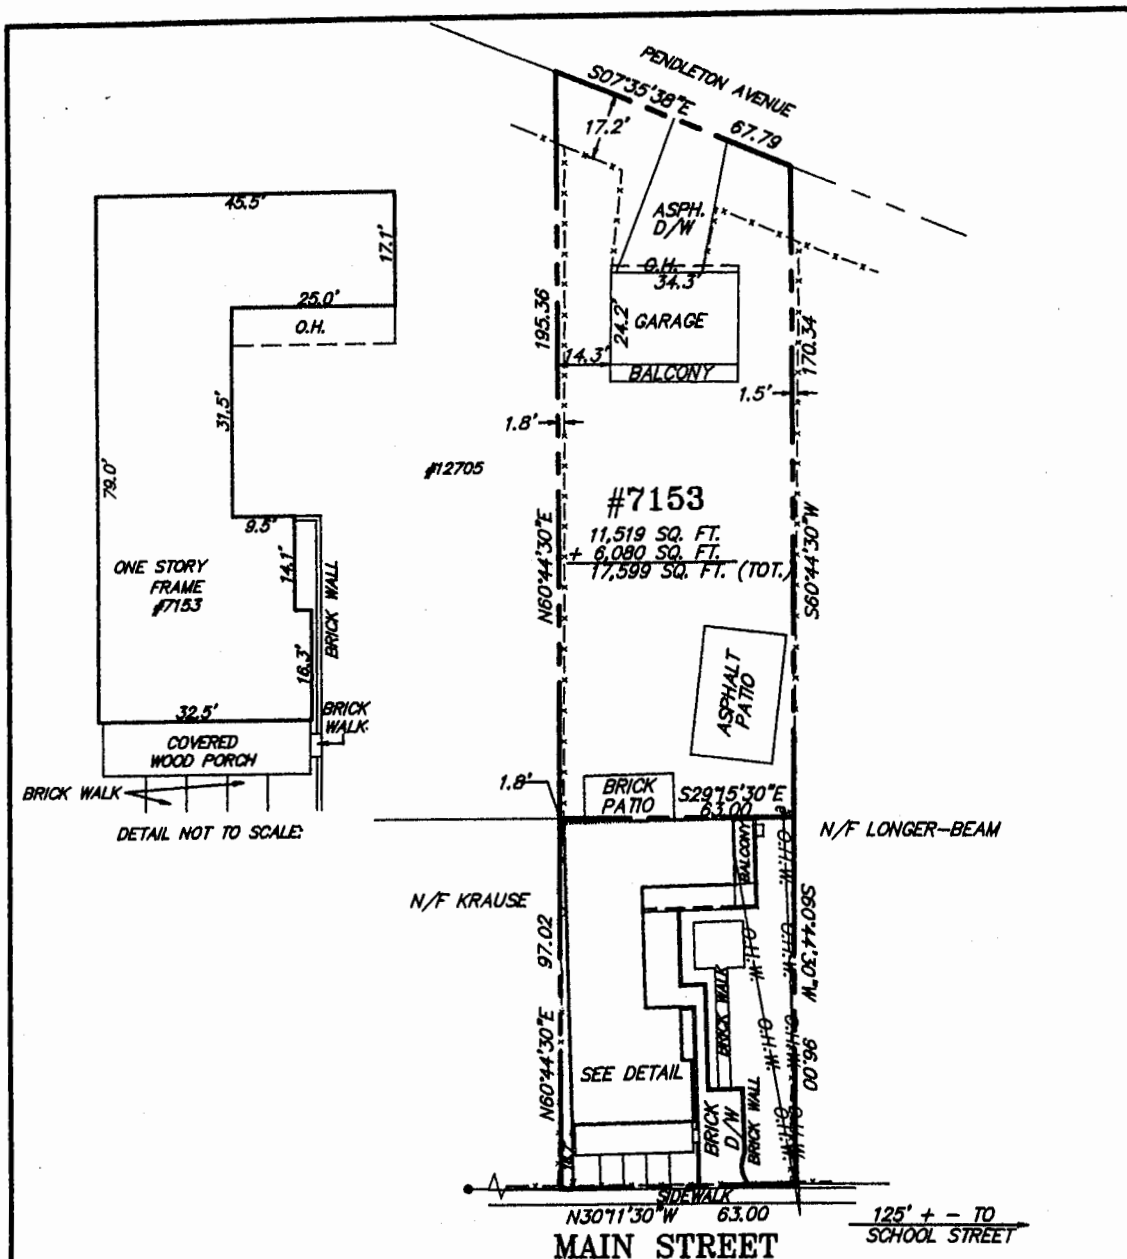 PENDLETON AVENUE
S07°35'38"E
67.79
17.2'
ASPH.
D/W
O.H.
34.3'
24.2'
GARAGE
14.3'
BALCONY
195.36
170.34
1.5'
1.8'
45.5'
17.1'
25.0'
O.H.
31.5'
79.0'
9.5'
14.1'
ONE STORY
FRAME
#7153
BRICK WALL
16.3'
32.5'
BRICK
WALK
COVERED
WOOD PORCH
BRICK WALK
DETAIL NOT TO SCALE:
#12705
#7153
11,519 SQ. FT.
+ 6,080 SQ. FT.
17,599 SQ. FT. (TOT.)
N60°44'30"E
S60°44'30"W
ASPHALT
PATIO
1.8'
BRICK
PATIO
S29°15'30"E
63.00
N/F LONGER-BEAM
N/F KRAUSE
BALCONY
O.H.W.
O.H.W.
O.H.W.
O.H.W.
O.H.W.
O.H.W.
O.H.W.
97.02
S60°44'30"W
96.00
N60°44'30"E
BRICK WALK
SEE DETAIL
BRICK
D/W
BRICK WALL
SIDEWALK
N30°11'30"W
63.00
125' + - TO
SCHOOL STREET
MAIN STREET